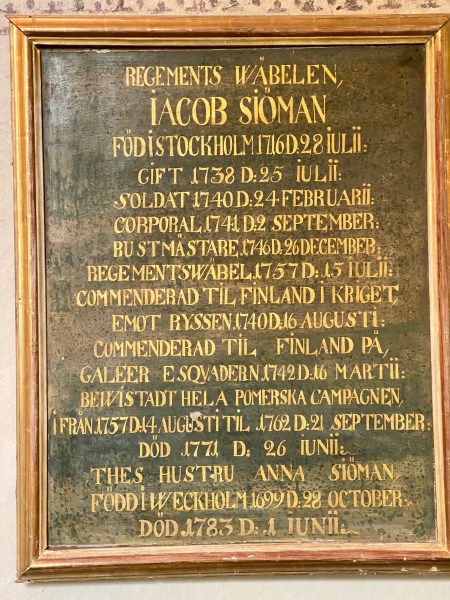 REGEMENTS WÄBELEN,
IACOB SIÖMAN
FÖD I STOCKHOLM 1716 D: 28 IULII:
GIFT 1738 D: 25 IULII:
SOLDAT 1740 D: 24 FEBRUARII:
CORPORAL, 1741 D: 2 SEPTEMBER:
BUSTMÄSTARE, 1746 D: 26 DECEMBER:
REGEMENTSWÄBEL, 1757 D: 15 IULII:
COMMENDERAD TIL FINLAND I KRIGET,
EMOT RYSSEN, 1740 D, 16 AUGUSTI:
COMMENDERAD TIL FINLAND PÅ,
GALEER ESQVADERN, 1742 D: 16 MARTII:
BEIWISTADT HELA POMERSKA CAMPAGNEN,
IFRÅN 1757 D: 14 AUGUSTI TIL 1762 D: 21 SEPTEMBER:
DÖD 1771 D: 26 IUNII:
THES HUSTRU ANNA SIÖMAN,
FÖDD I WECKHOLM 1699 D: 28 OCTOBER:
DÖD, 1783 D: 1 IUNII: